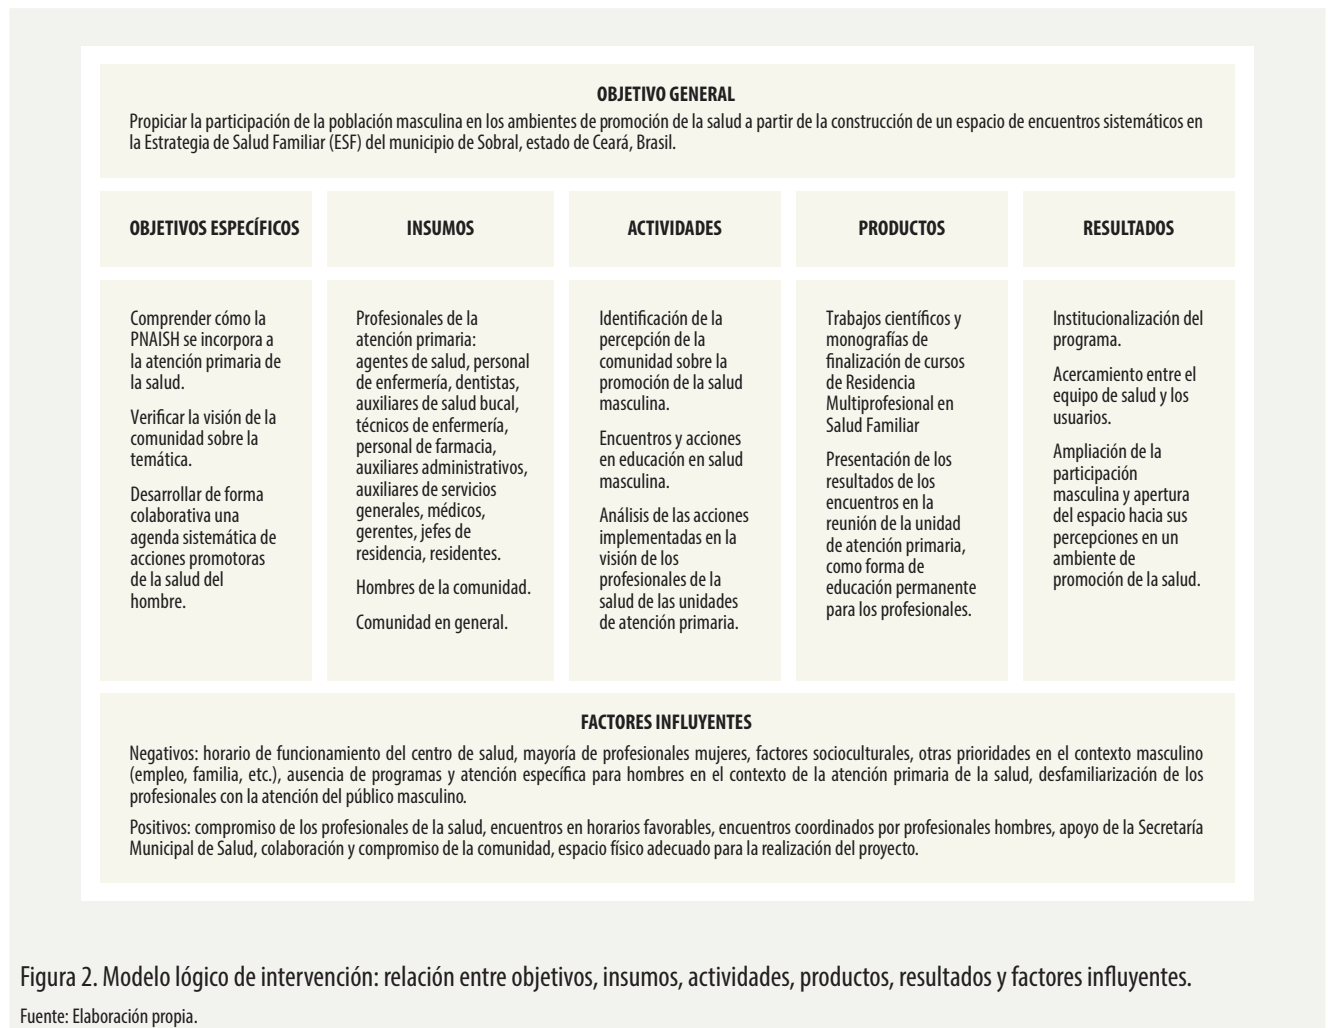 OBJETIVO GENERAL
Propiciar la participación de la población masculina en los ambientes de promoción de la salud a partir de la construcción de un espacio de encuentros sistemáticos en
la Estrategia de Salud Familiar (ESF) del municipio de Sobral, estado de Ceará, Brasil.
OBJETIVOS ESPECÍFICOS
INSUMOS
ACTIVIDADES
PRODUCTOS
RESULTADOS
Comprender cómo la
PNAISH se incorpora a
la atención primaria de
la salud.
Verificar la visión de la
comunidad sobre la
temática.
Desarrollar de forma
colaborativa una
agenda sistemática de
acciones promotoras
de la salud del
hombre.
Profesionales de la
atención primaria:
agentes de salud, personal
de enfermería, dentistas,
auxiliares de salud bucal,
técnicos de enfermería,
personal de farmacia,
auxiliares administrativos,
auxiliares de servicios
generales, médicos,
gerentes, jefes de
residencia, residentes.
Hombres de la comunidad.
Comunidad en general.
Identificación de la
percepción de la
comunidad sobre la
promoción de la salud
masculina.
Encuentros y acciones
en educación en salud
masculina.
Análisis de las acciones
implementadas en la
visión de los
profesionales de la
salud de las unidades
de atención primaria.
Trabajos científicos y
monografías de
finalización de cursos
de Residencia
Multiprofesional en
Salud Familiar
Presentación de los
resultados de los
encuentros en la
reunión de la unidad
de atención primaria,
como forma de
educación permanente
para los profesionales.
Institucionalización del
programa.
Acercamiento entre el
equipo de salud y los
usuarios.
Ampliación de la
participación
masculina y apertura
del espacio hacia sus
percepciones en un
ambiente de
promoción de la salud.
FACTORES INFLUYENTES
Negativos: horario de funcionamiento del centro de salud, mayoría de profesionales mujeres, factores socioculturales, otras prioridades en el contexto masculino
(empleo, familia, etc.), ausencia de programas y atención específica para hombres en el contexto de la atención primaria de la salud, desfamiliarización de los
profesionales con la atención del público masculino.
Positivos: compromiso de los profesionales de la salud, encuentros en horarios favorables, encuentros coordinados por profesionales hombres, apoyo de la Secretaría
Municipal de Salud, colaboración y compromiso de la comunidad, espacio físico adecuado para la realización del proyecto.
Figura 2. Modelo lógico de intervención: relación entre objetivos, insumos, actividades, productos, resultados y factores influyentes.
Fuente: Elaboración propia.